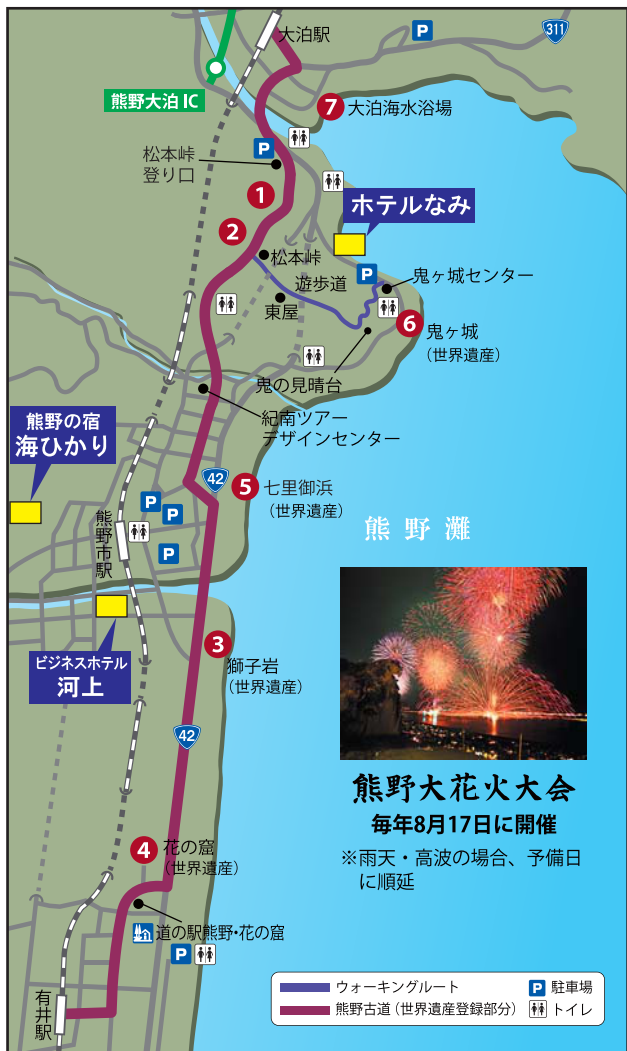 大泊駅
P
311
熊野大泊 IC
7
大泊海水浴場
松本峠
登り口
P
1
2
ホテルなみ
松本峠
遊歩道
P
鬼ヶ城センター
東屋
6
鬼ヶ城
(世界遺産)
鬼の見晴台
紀南ツアー
デザインセンター
熊野の宿
海ひかり
42
5
七里御浜
(世界遺産)
P
P
P
熊野市駅
熊野灘
ビジネスホテル
河上
3
獅子岩
(世界遺産)
42
熊野大花火大会
毎年8月17日に開催
※雨天・高波の場合、予備日
に順延
4
花の窟
(世界遺産)
道の駅熊野・花の窟
P
有井駅
ウォーキングルート
P 駐車場
熊野古道(世界遺産登録部分)
トイレ